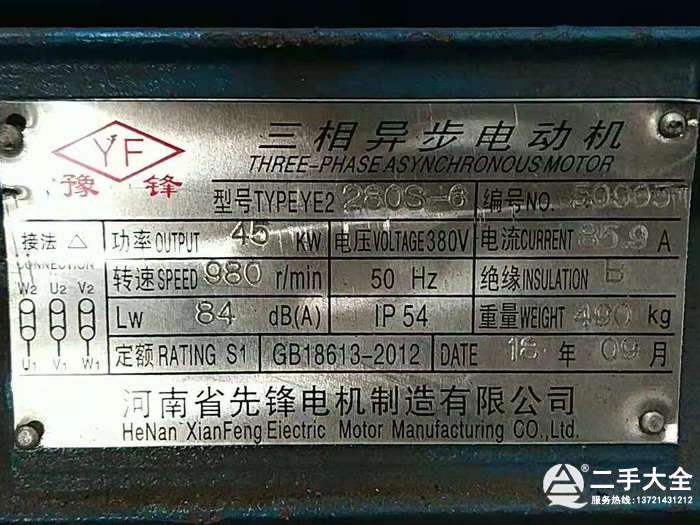 YF
豫锋
三相异步电动机
THREE-PHASE ASYNCHRONOUS MOTOR
型号TYPE YE2 280S-6 编号NO.
接法 △ 功率OUTPUT 45 KW 电压VOLTAGE 380V 电流CURRENT 85.9 A
CONNECTION 转速SPEED 980 r/min 50 Hz 绝缘INSULATION
W2 U2 V2 Lw 84 dB(A) IP54 重量WEIGHT 490 kg
U1 V1 W1 定额RATING S1 GB18613-2012 DATE 18 年 09 月
河南省先锋电机制造有限公司
HeNan XianFeng Electric Motor Manufacturing CO.,Ltd.
二手大全
服务热线:13721431212